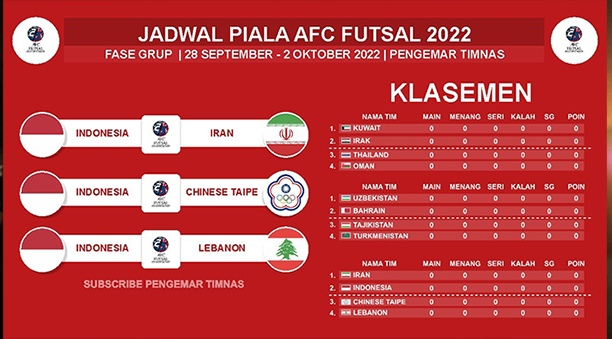 JADWAL PIALA AFC FUTSAL 2022
FASE GRUP | 28 SEPTEMBER - 2 OKTOBER 2022 | PENGEMAR TIMNAS
INDONESIA IRAN
INDONESIA CHINESE TAIPE
INDONESIA LEBANON
SUBSCRIBE PENGEMAR TIMNAS
KLASEMEN
NAMA TIM MAIN MENANG SERI KALAH SG POIN
1. KUWAIT 0 0 0 0 0 0
2. IRAK 0 0 0 0 0 0
3. THAILAND 0 0 0 0 0 0
4. OMAN 0 0 0 0 0 0
NAMA TIM MAIN MENANG SERI KALAH SG POIN
1. UZBEKISTAN 0 0 0 0 0 0
2. BAHRAIN 0 0 0 0 0 0
3. TAJIKISTAN 0 0 0 0 0 0
4. TURKMENISTAN 0 0 0 0 0 0
NAMA TIM MAIN MENANG SERI KALAH SG POIN
1. IRAN 0 0 0 0 0 0
2. INDONESIA 0 0 0 0 0 0
3. CHINESE TAIPE 0 0 0 0 0 0
4. LEBANON 0 0 0 0 0 0